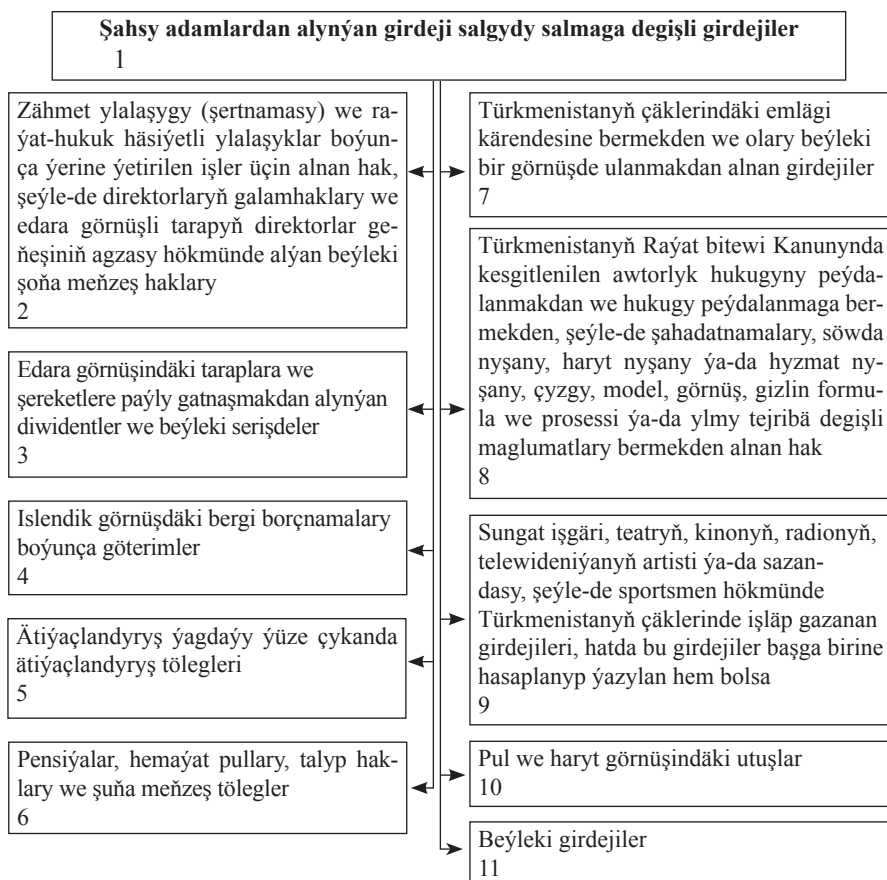 Şahsy adamlardan alynýan girdeji salgydy salmaga degişli girdejiler
1
Zähmet ylalaşygy (şertnamasy) we ra-
ýat-hukuk häsiýetli ylalaşyklar boýun-
ça ýerine ýetirilen işler üçin alnan hak,
şeýle-de direktorlaryň galamhaklary we
edara görnüşli tarapyň direktorlar ge-
ňeşiniň agzasy hökmünde alýan beýleki
şoňa meňzeş haklary
2
Edara görnüşindäki taraplara we
şereketlere paýly gatnaşmakdan alynýan
diwidentler we beýleki serişdeler
3
Islendik görnüşdäki bergi borçnamalary
boýunça göterimler
4
Ätiýaçlandyryş ýagdaýy ýüze çykanda
ätiýaçlandyryş tölegleri
5
Pensiýalar, hemaýat pullary, talyp hak-
lary we şuňa meňzeş tölegler
6
Türkmenistanyň çäklerindäki emlägi
kärendesine bermekden we olary beýleki
bir görnüşde ulanmakdan alnan girdejiler
7
Türkmenistanyň Raýat bitewi Kanunynda
kesgitlenilen awtorlyk hukugyny peýda-
lanmakdan we hukugy peýdalanmaga ber-
mekden, şeýle-de şahadatnamalary, söwda
nyşany, haryt nyşany ýa-da hyzmat ny-
şany, çyzgy, model, görnüş, gizlin formu-
la we prosessi ýa-da ylmy tejribä degişli
maglumatlary bermekden alnan hak
8
Sungat işgäri, teatryň, kinonyň, radionyň,
telewideniýanyň artisti ýa-da sazan-
dasy, şeýle-de sportsmen hökmünde
Türkmenistanyň çäklerinde işläp gazanan
girdejileri, hatda bu girdejiler başga birine
hasaplanyp ýazylan hem bolsa
9
Pul we haryt görnüşindäki utuşlar
10
Beýleki girdejiler
11